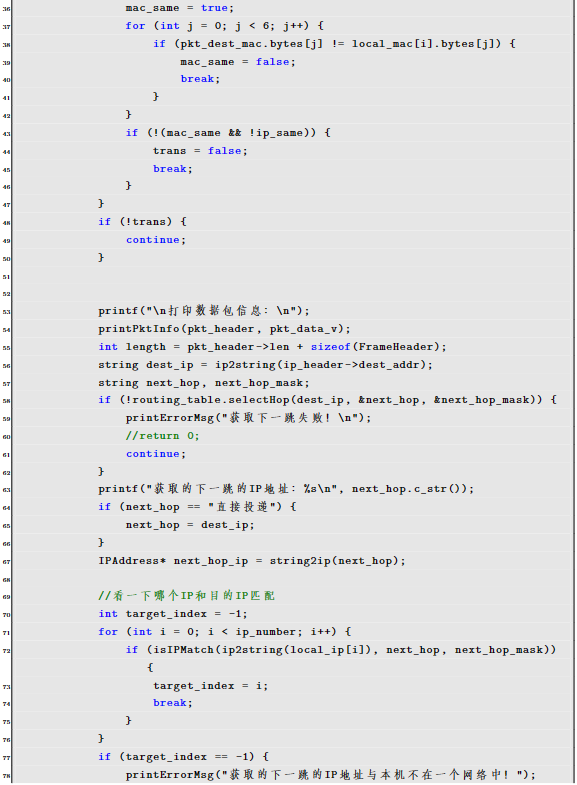 36 mac_same = true;
37 for (int j = 0; j < 6; j++) {
38 if (pkt_dest_mac.bytes[j] != local_mac[i].bytes[j]) {
39 mac_same = false;
40 break;
41 }
42 }
43 if (!(mac_same && !ip_same)) {
44 trans = false;
45 break;
46 }
47 }
48 if (!trans) {
49 continue;
50 }
51
52
53 printf("\n打印数据包信息：\n");
54 printPktInfo(pkt_header, pkt_data_v);
55 int length = pkt_header->len + sizeof(FrameHeader);
56 string dest_ip = ip2string(ip_header->dest_addr);
57 string next_hop, next_hop_mask;
58 if (!routing_table.selectHop(dest_ip, &next_hop, &next_hop_mask)) {
59 printErrorMsg("获取下一跳失败！\n");
60 //return 0;
61 continue;
62 }
63 printf("获取的下一跳的IP地址：%s\n", next_hop.c_str());
64 if (next_hop == "直接投递") {
65 next_hop = dest_ip;
66 }
67 IPAddress* next_hop_ip = string2ip(next_hop);
68
69 //看一下哪个IP和目的IP匹配
70 int target_index = -1;
71 for (int i = 0; i < ip_number; i++) {
72 if (isIPMatch(ip2string(local_ip[i]), next_hop, next_hop_mask))
{
73 target_index = i;
74 break;
75 }
76 }
77 if (target_index == -1) {
78 printErrorMsg("获取的下一跳的IP地址与本机不在一个网络中！");